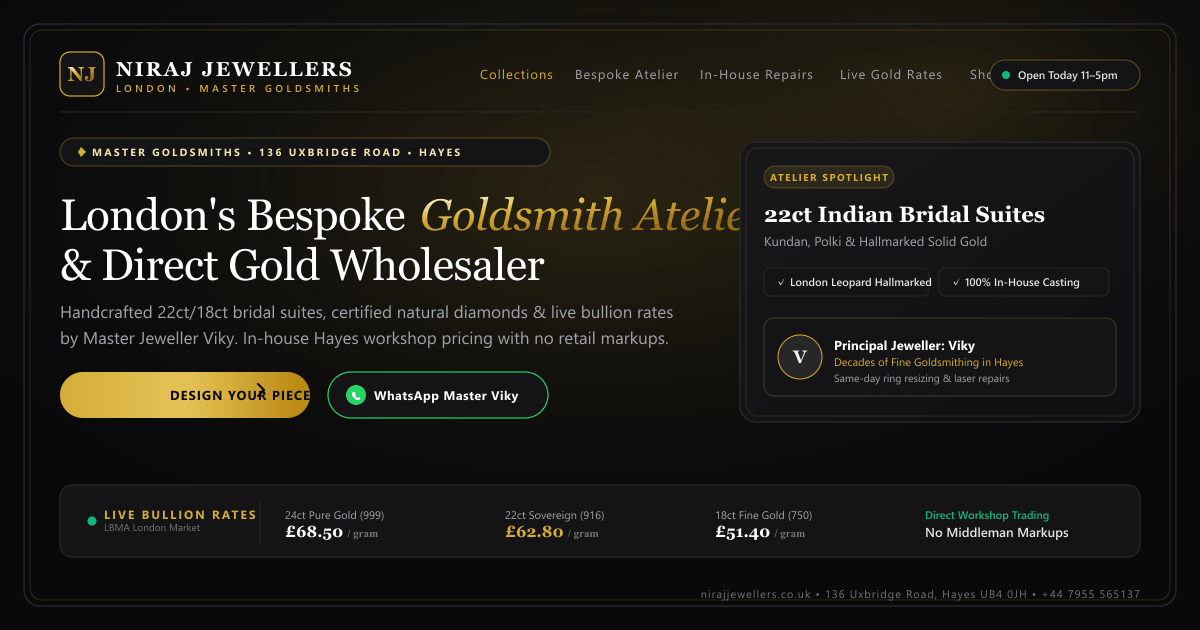 NJ
NIRAJ JEWELLERS
LONDON • MASTER GOLDSMITHS
Collections
Bespoke Atelier
In-House Repairs
Live Gold Rates
Open Today 11–5pm
MASTER GOLDSMITHS • 136 UXBRIDGE ROAD • HAYES
London's Bespoke Goldsmith Atelie
& Direct Gold Wholesaler
Handcrafted 22ct/18ct bridal suites, certified natural diamonds & live bullion rates
by Master Jeweller Viky. In-house Hayes workshop pricing with no retail markups.
DESIGN YOUR PIECE
WhatsApp Master Viky
ATELIER SPOTLIGHT
22ct Indian Bridal Suites
Kundan, Polki & Hallmarked Solid Gold
✓ London Leopard Hallmarked
✓ 100% In-House Casting
V
Principal Jeweller: Viky
Decades of Fine Goldsmithing in Hayes
Same-day ring resizing & laser repairs
LIVE BULLION RATES
LBMA London Market
24ct Pure Gold (999)
£68.50 / gram
22ct Sovereign (916)
£62.80 / gram
18ct Fine Gold (750)
£51.40 / gram
Direct Workshop Trading
No Middleman Markups
nirajjewellers.co.uk • 136 Uxbridge Road, Hayes UB4 0JH • +44 7955 565137